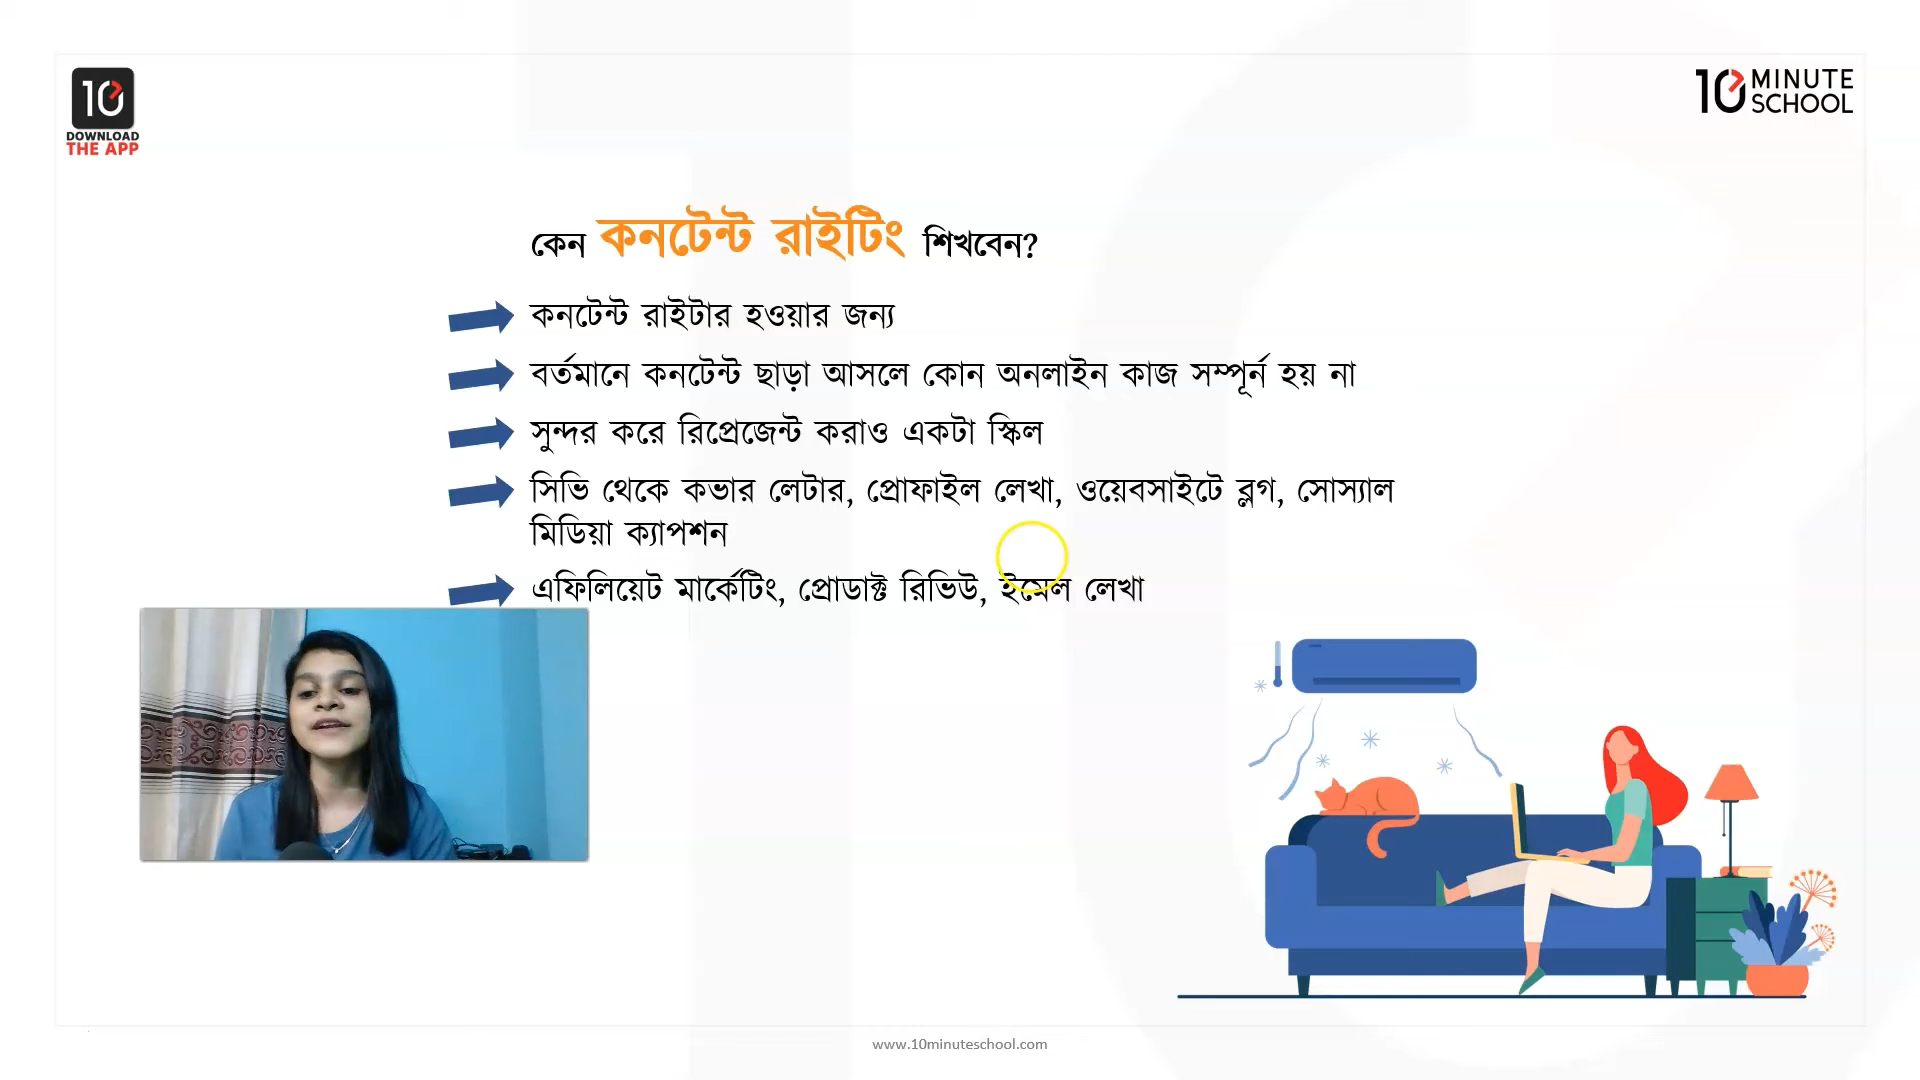 10
DOWNLOAD
THE APP
10 MINUTE
SCHOOL
কেন কনটেন্ট রাইটিং শিখবেন?
কনটেন্ট রাইটার হওয়ার জন্য
বর্তমানে কনটেন্ট ছাড়া আসলে কোন অনলাইন কাজ সম্পূর্ন হয় না
সুন্দর করে রিপ্রেজেন্ট করাও একটা স্কিল
সিভি থেকে কভার লেটার, প্রোফাইল লেখা, ওয়েবসাইটে ব্লগ, সোস্যাল
মিডিয়া ক্যাপশন
এফিলিয়েট মার্কেটিং, প্রোডাক্ট রিভিউ, ইমেল লেখা
www.10minuteschool.com